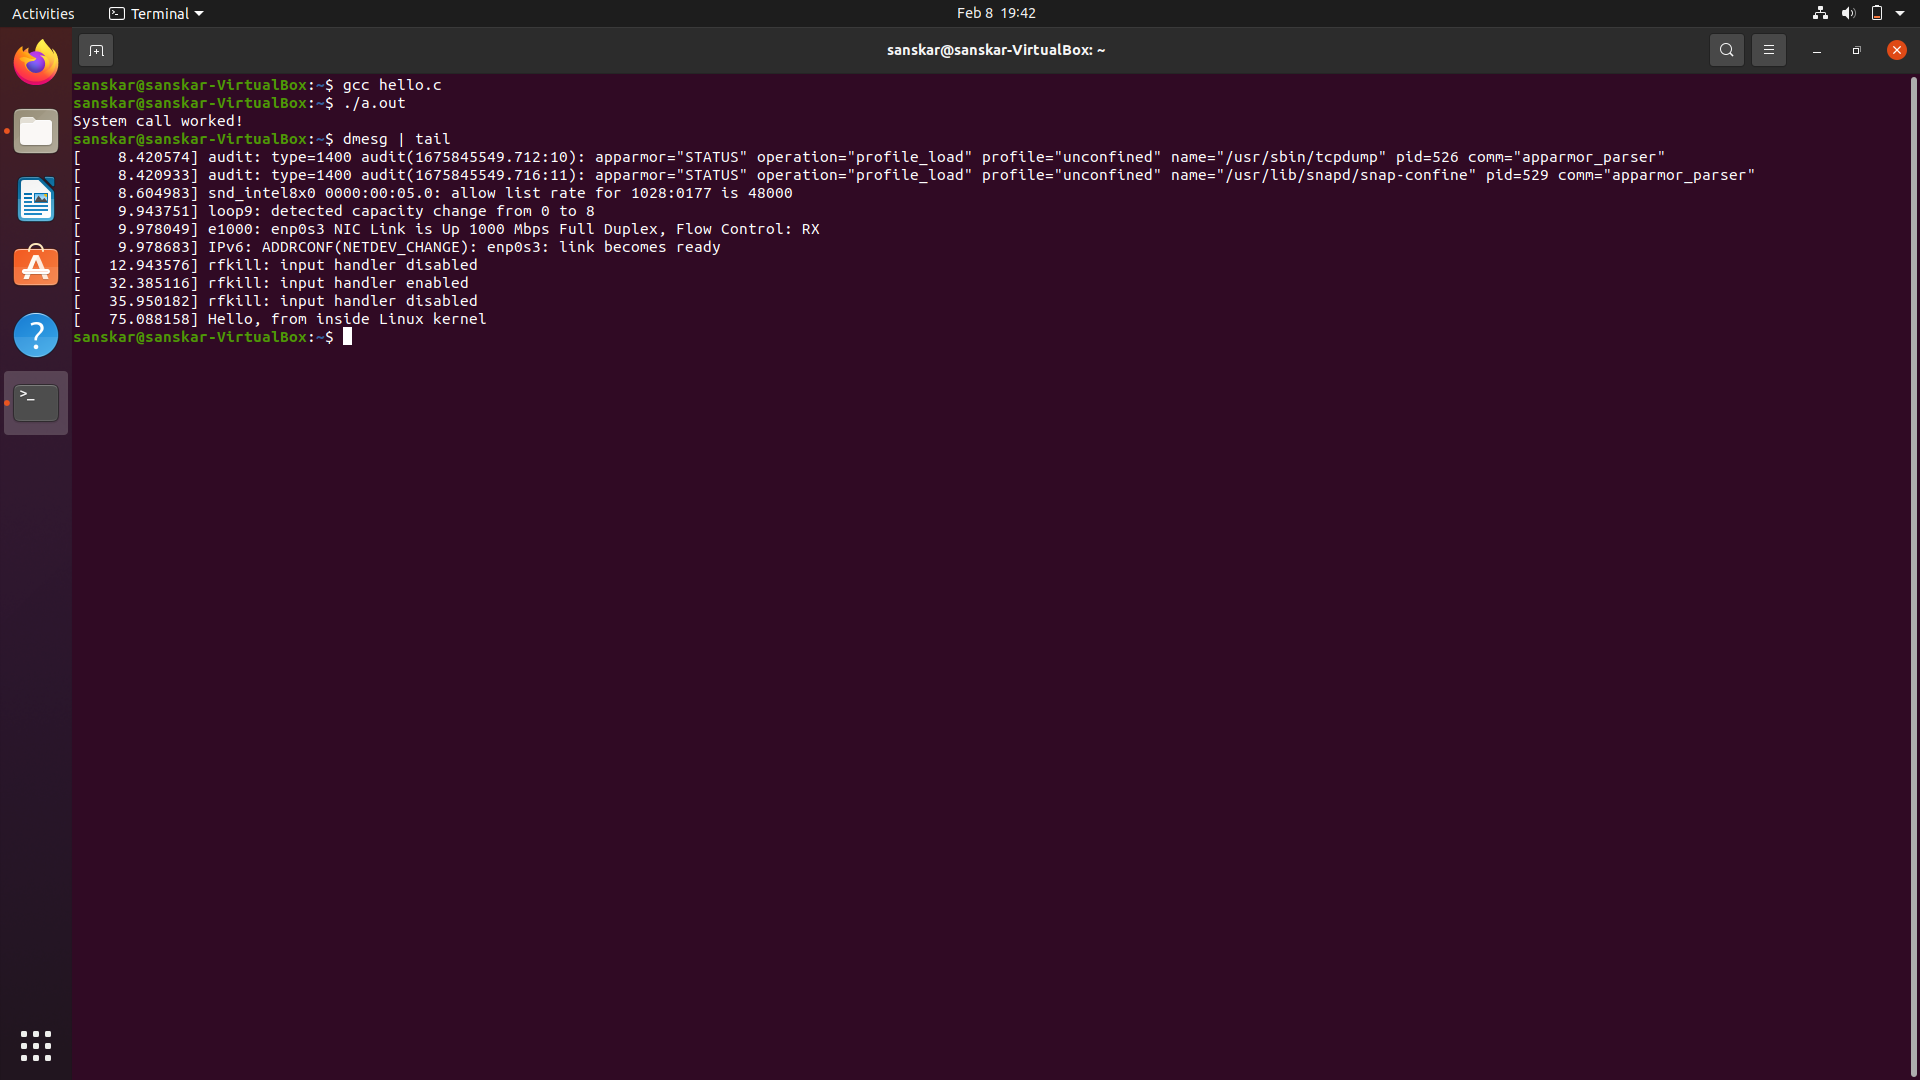 Activities Terminal Feb 8 19:42
sanskar@sanskar-VirtualBox: ~
sanskar@sanskar-VirtualBox:~$ gcc hello.c
sanskar@sanskar-VirtualBox:~$ ./a.out
System call worked!
sanskar@sanskar-VirtualBox:~$ dmesg | tail
[    8.420574] audit: type=1400 audit(1675845549.712:10): apparmor="STATUS" operation="profile_load" profile="unconfined" name="/usr/sbin/tcpdump" pid=526 comm="apparmor_parser"
[    8.420933] audit: type=1400 audit(1675845549.716:11): apparmor="STATUS" operation="profile_load" profile="unconfined" name="/usr/lib/snapd/snap-confine" pid=529 comm="apparmor_parser"
[    8.604983] snd_intel8x0 0000:00:05.0: allow list rate for 1028:0177 is 48000
[    9.943751] loop9: detected capacity change from 0 to 8
[    9.978049] e1000: enp0s3 NIC Link is Up 1000 Mbps Full Duplex, Flow Control: RX
[    9.978683] IPv6: ADDRCONF(NETDEV_CHANGE): enp0s3: link becomes ready
[   12.943576] rfkill: input handler disabled
[   32.385116] rfkill: input handler enabled
[   35.950182] rfkill: input handler disabled
[   75.088158] Hello, from inside Linux kernel
sanskar@sanskar-VirtualBox:~$